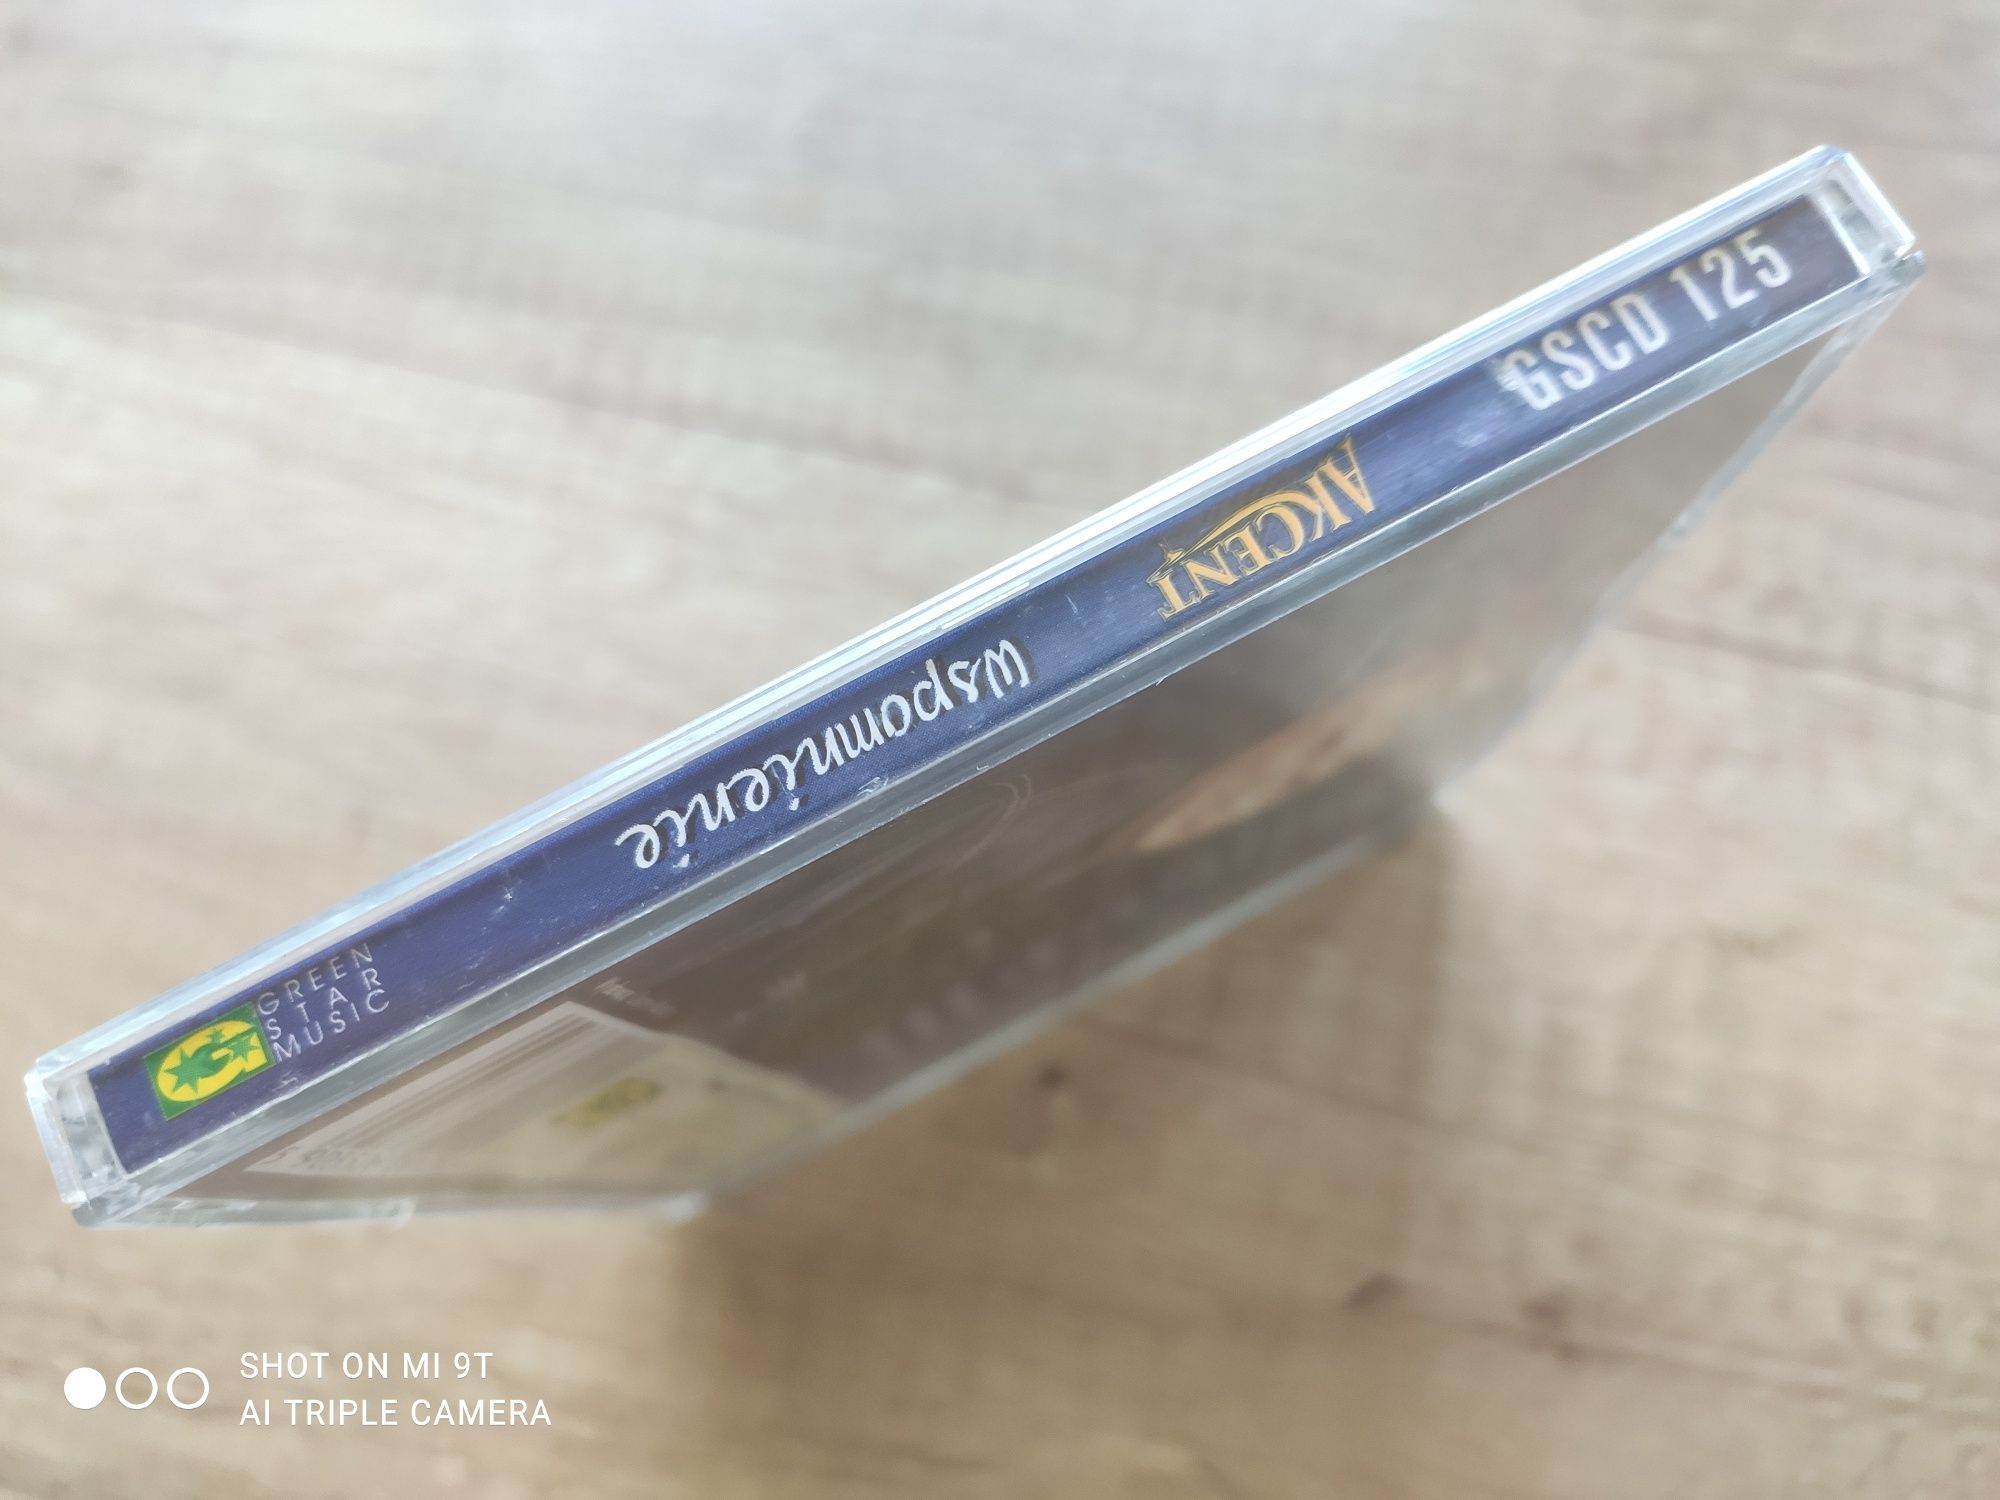 GSCD 125
AKCENT
Wspomnienie
GREEN
STAR
MUSIC
SHOT ON MI 9T
AI TRIPLE CAMERA